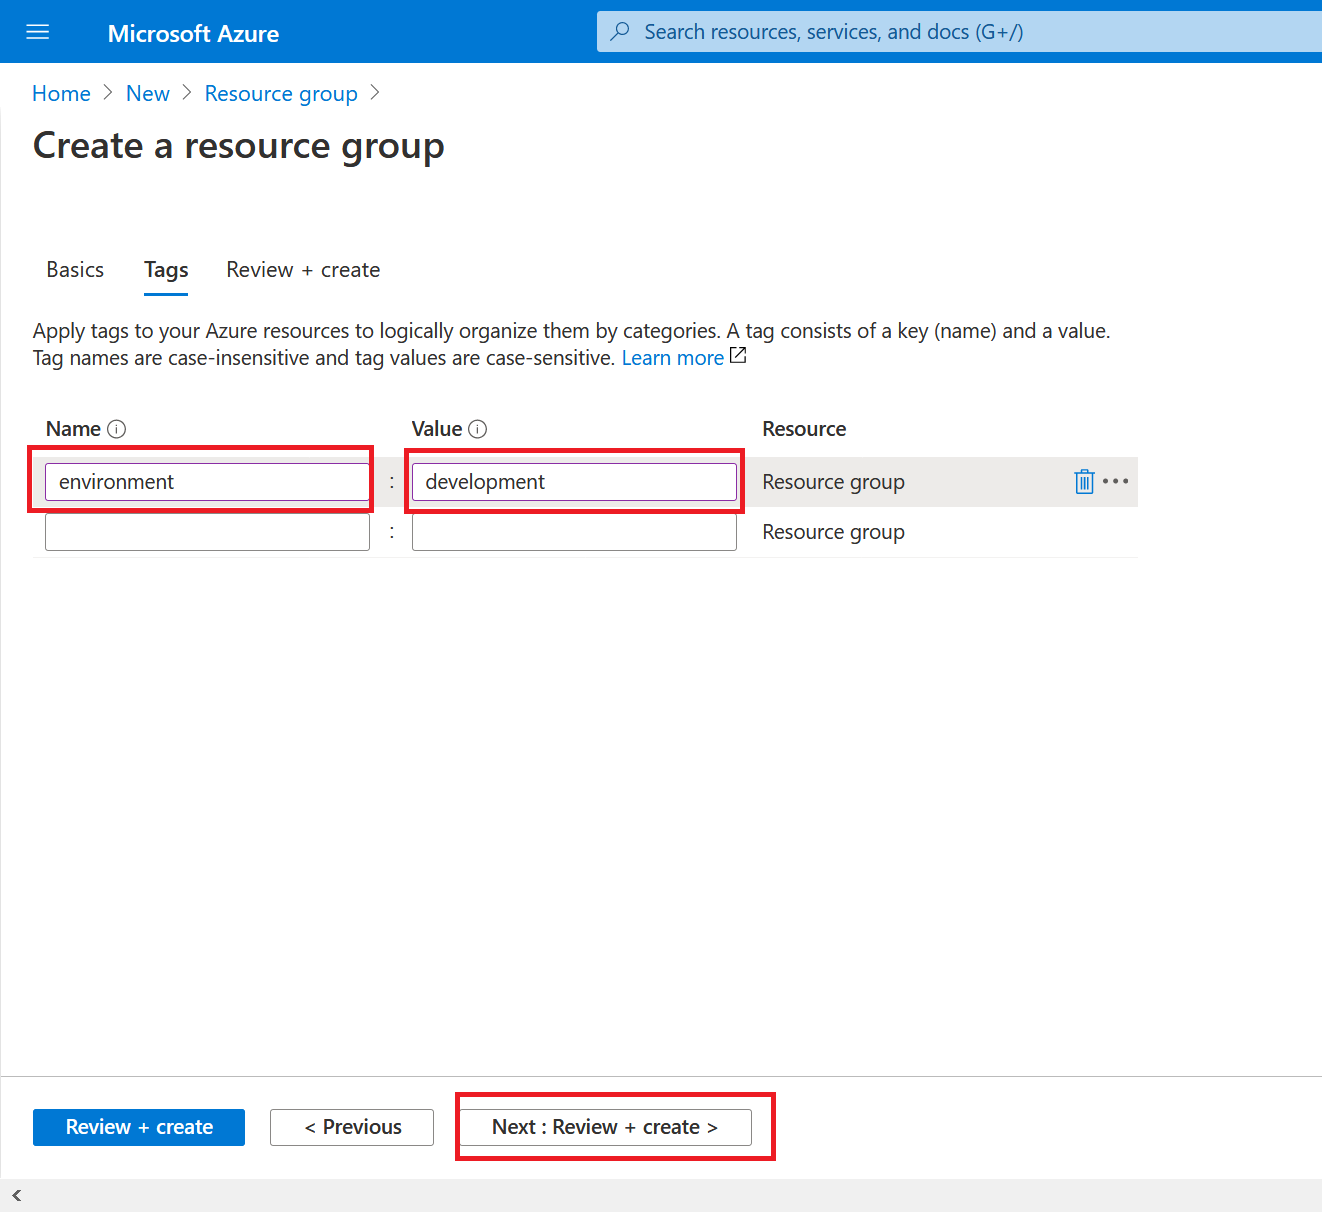 Microsoft Azure
Search resources, services, and docs (G+/)
Home > New > Resource group >
Create a resource group
Basics Tags Review + create
Apply tags to your Azure resources to logically organize them by categories. A tag consists of a key (name) and a value.
Tag names are case-insensitive and tag values are case-sensitive. Learn more
Name Value Resource
environment : development Resource group
: Resource group
Review + create < Previous Next : Review + create >